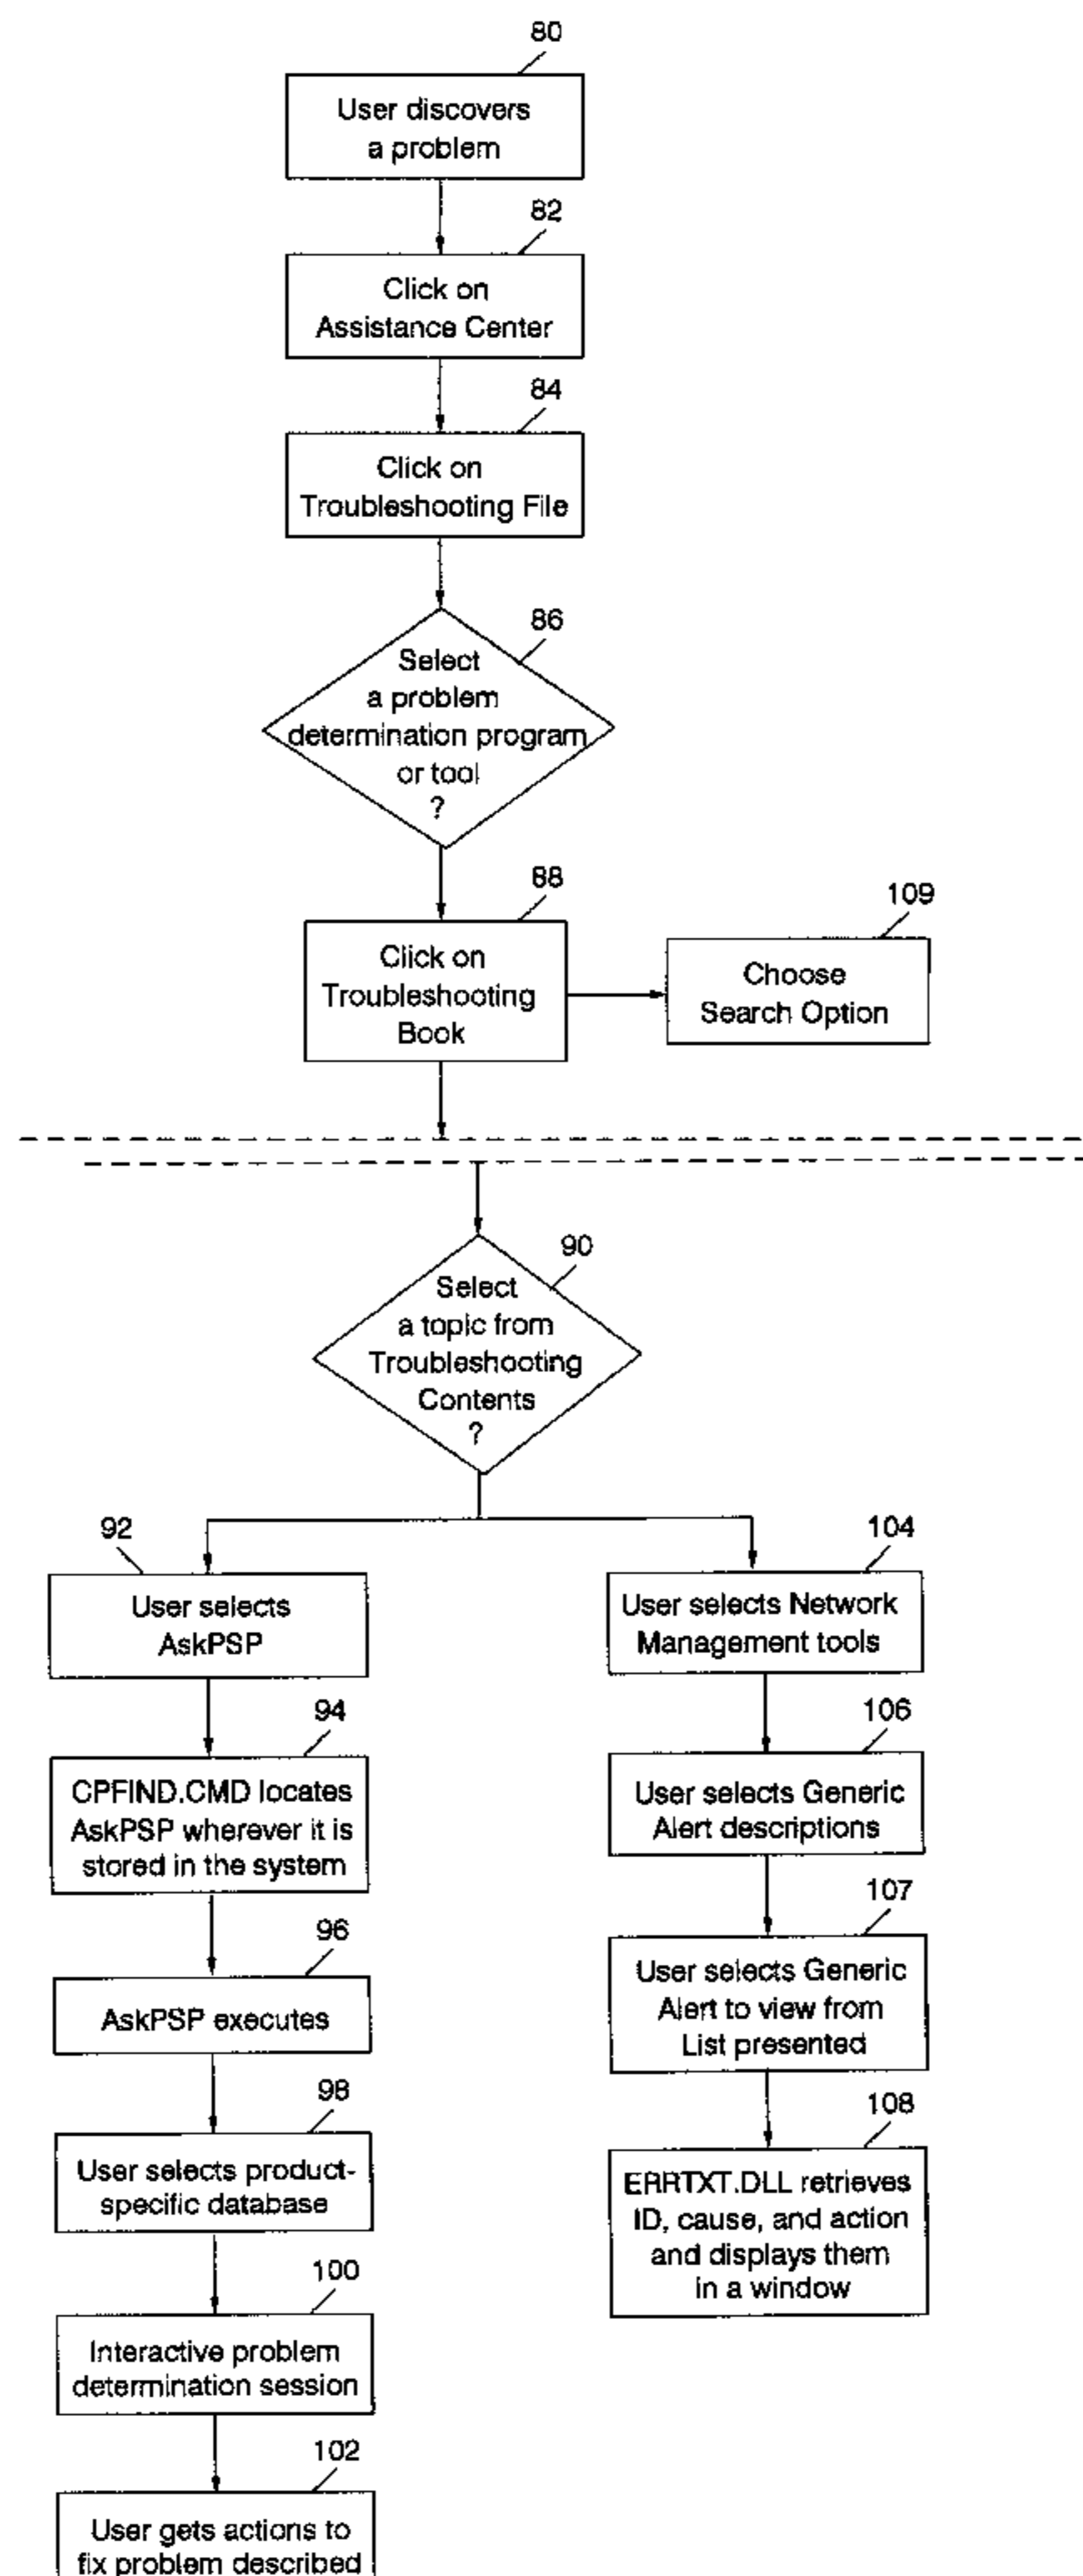 80
User discovers
a problem
82
Click on
Assistance Center
84
Click on
Troubleshooting File
86
Select
a problem
determination program
or tool
?
88
Click on
Troubleshooting
Book
109
Choose
Search Option
90
Select
a topic from
Troubleshooting
Contents
?
92
User selects
AskPSP
94
CPFIND.CMD locates
AskPSP wherever it is
stored in the system
96
AskPSP executes
98
User selects product-
specific database
100
Interactive problem
determination session
102
User gets actions to
fix problem described
104
User selects Network
Management tools
106
User selects Generic
Alert descriptions
107
User selects Generic
Alert to view from
List presented
108
ERRTXT.DLL retrieves
ID, cause, and action
and displays them
in a window